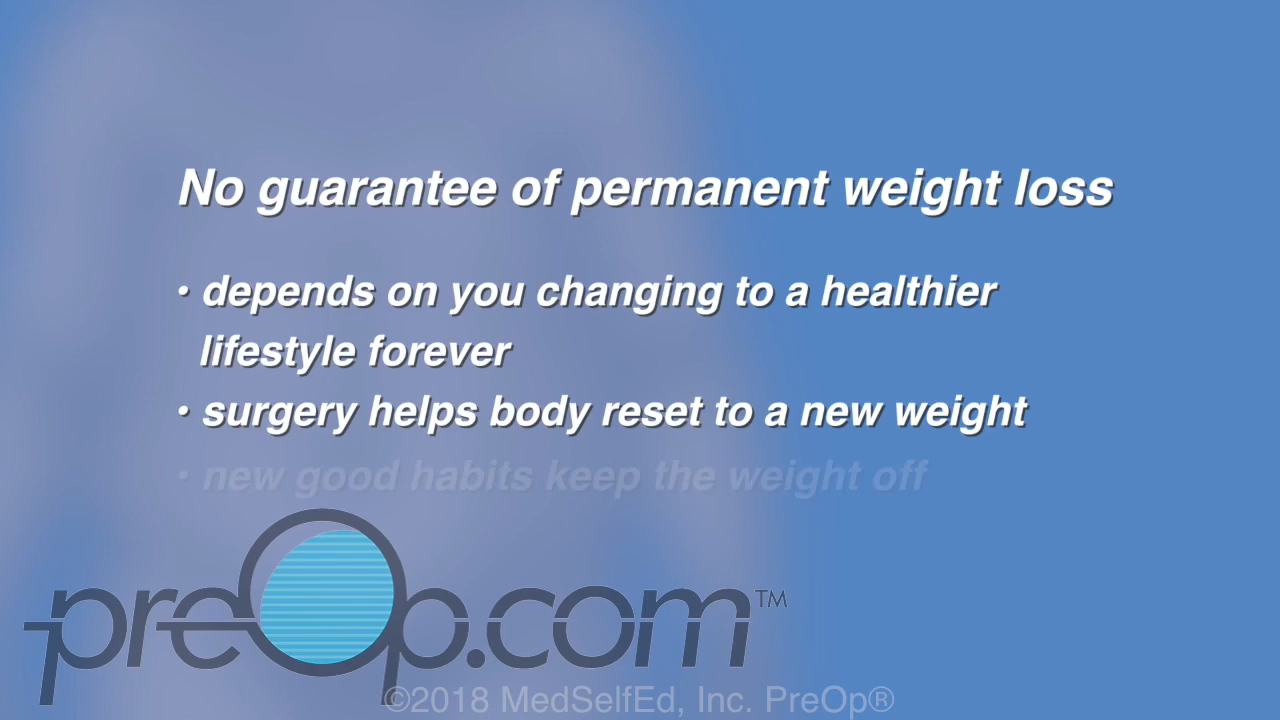 No guarantee of permanent weight loss
• depends on you changing to a healthier
lifestyle forever
• surgery helps body reset to a new weight
• new good habits keep the weight off
preOp.com™
©2018 MedSelfEd, Inc. PreOp®